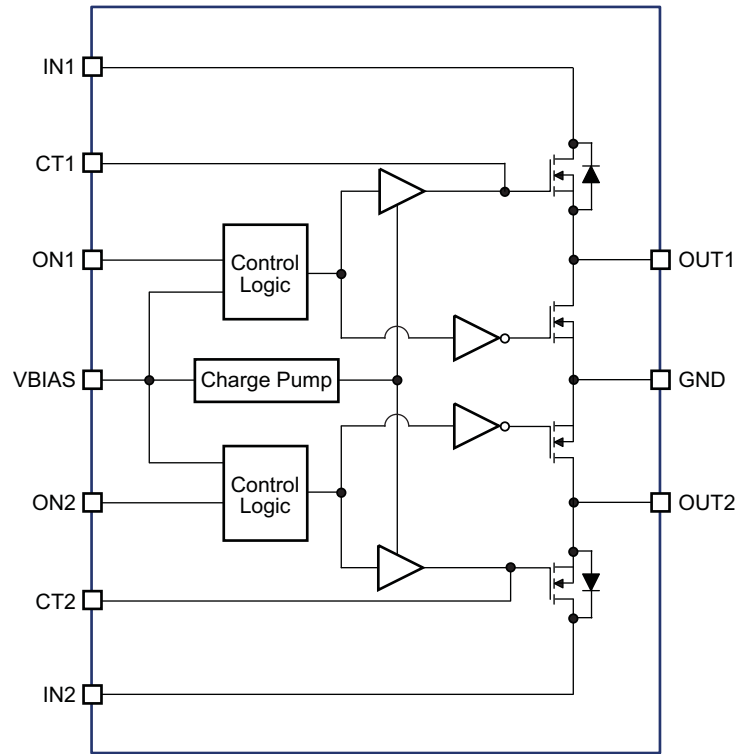 IN1
CT1
ON1
Control
Logic
OUT1
VBIAS
Charge Pump
GND
Control
Logic
ON2
OUT2
CT2
IN2